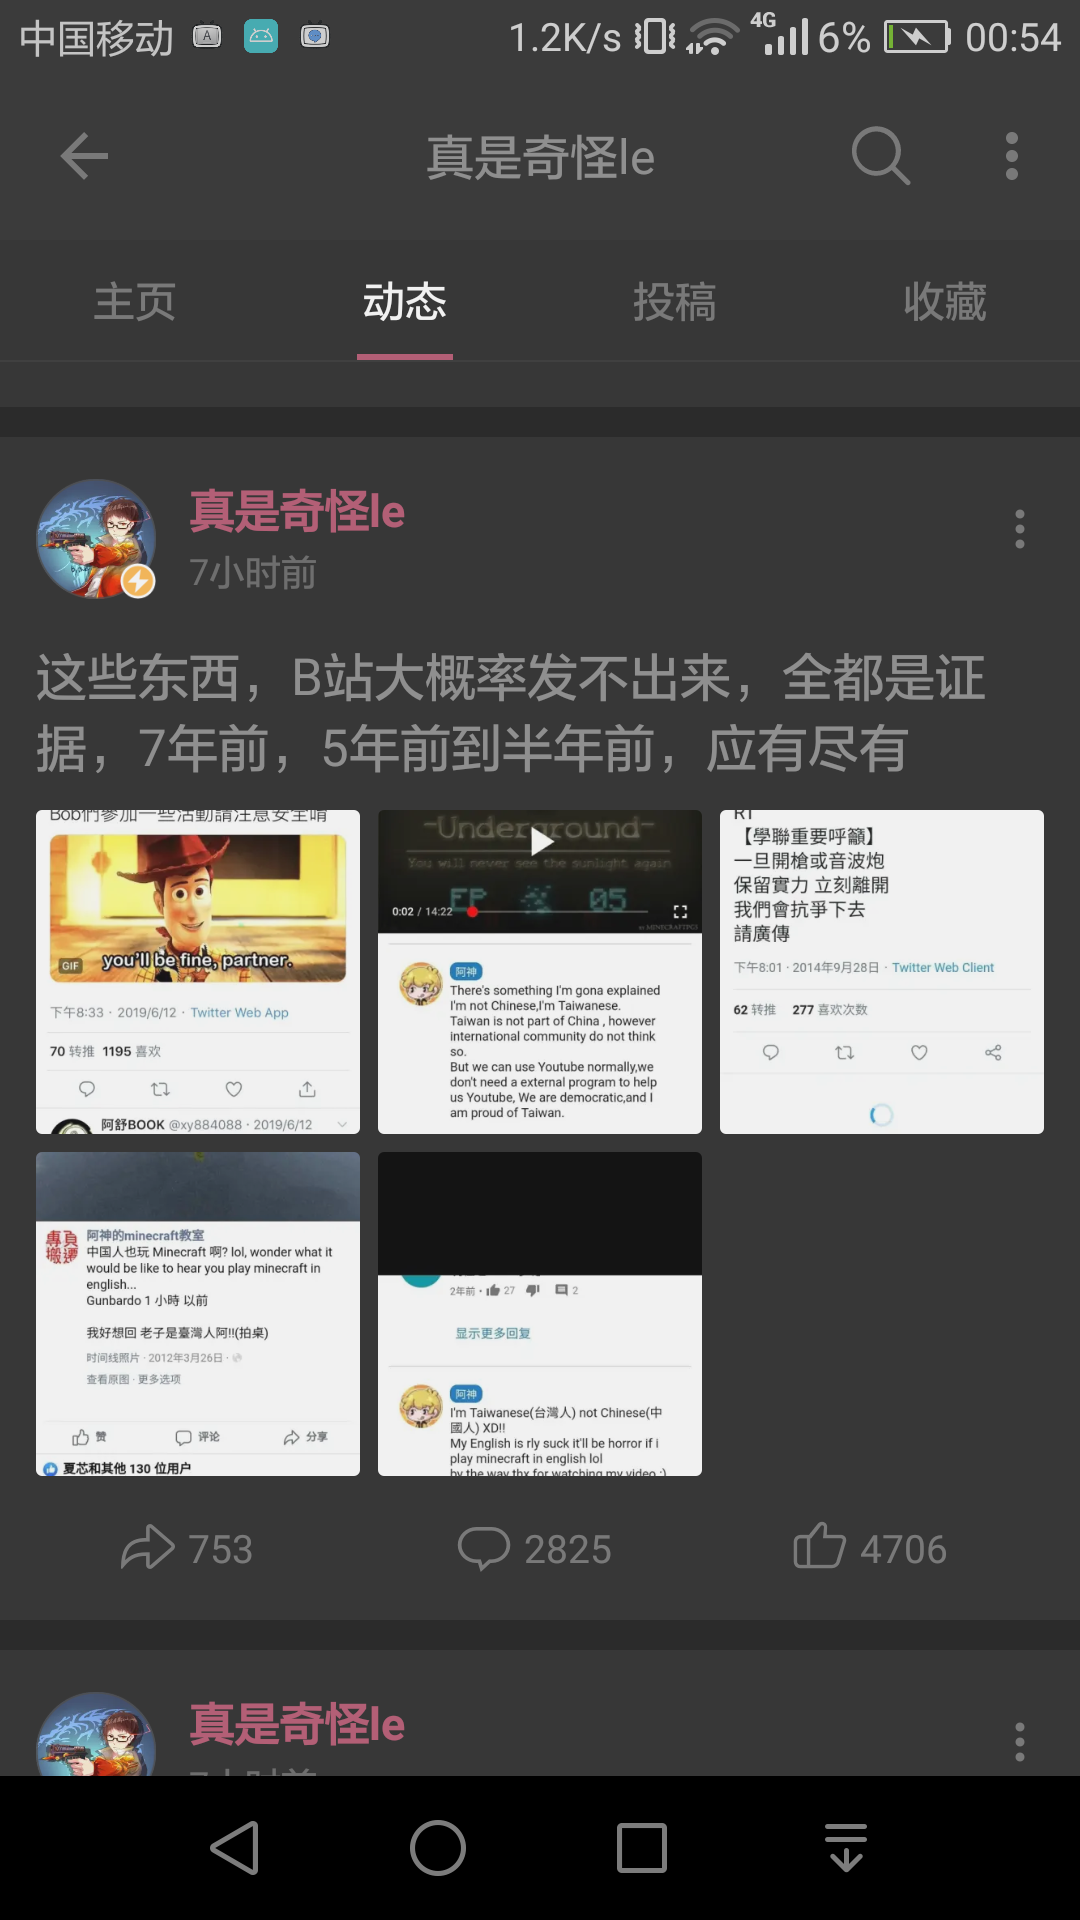 中国移动 1.2K/s 4G 6% 00:54
真是奇怪le
主页 动态 投稿 收藏
真是奇怪le
7小时前
这些东西，B站大概率发不出来，全都是证
据，7年前，5年前到半年前，应有尽有
Bob們參加一些活動請注意安全唷
you'll be fine, partner.
GIF
下午8:33 · 2019/6/12 · Twitter Web App
70 转推 1195 喜欢
阿舒BOOK @xy884088 · 2019/6/12
-Underground-
You will never see the sunlight again
EP 05
0:02 / 14:22
阿神
There's something I'm gona explained
I'm not Chinese,I'm Taiwanese.
Taiwan is not part of China , however
international community do not think
so.
But we can use Youtube normally,we
don't need a external program to help
us Youtube, We are democratic,and I
am proud of Taiwan.
RT
【學聯重要呼籲】
一旦開槍或音波炮
保留實力 立刻離開
我們會抗爭下去
請廣傳
下午8:01 · 2014年9月28日 · Twitter Web Client
62 转推 277 喜欢次数
專負搬運
阿神的minecraft教室
中国人也玩 Minecraft 啊? lol, wonder what it
would be like to hear you play minecraft in
english...
Gunbardo 1 小時 以前
我好想回 老子是臺灣人阿!!(拍桌)
时间线照片 · 2012年3月26日 ·
查看原图 · 更多选项
赞 评论 分享
夏芯和其他 130 位用户
2年前 · 27 2
显示更多回复
阿神
I'm Taiwanese(台灣人) not Chinese(中
國人) XD!!
My English is rly suck it'll be horror if i
play minecraft in english lol
by the way thx for watching my video :)
753 2825 4706
真是奇怪le
7小时前